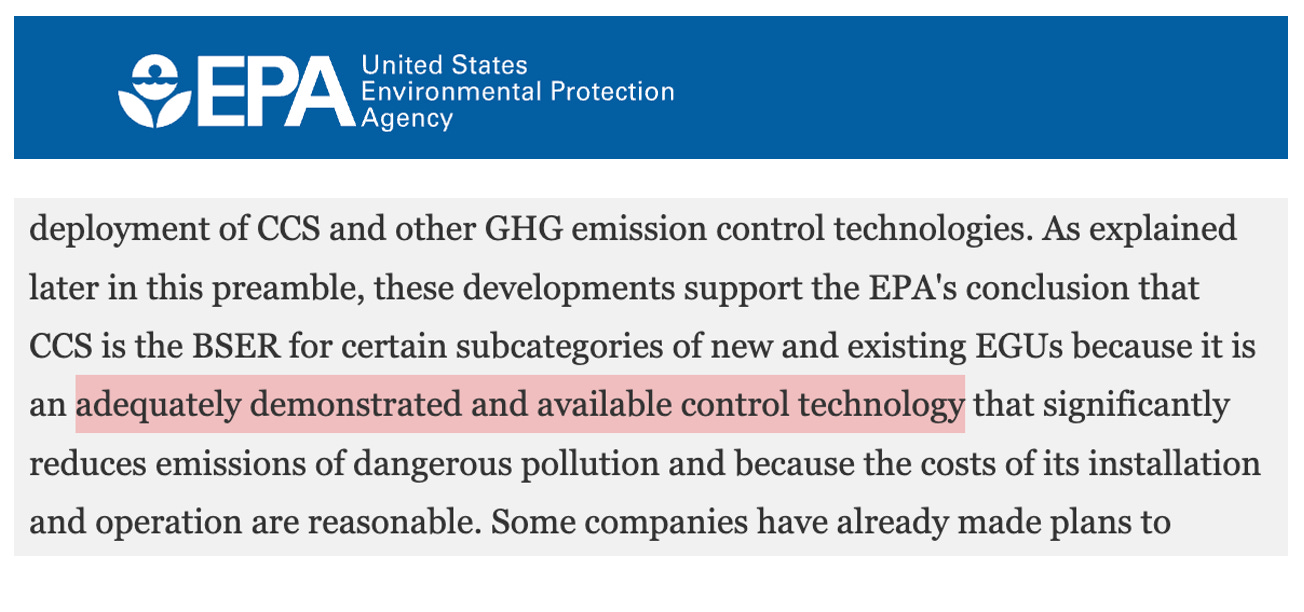 EPA
United States
Environmental Protection
Agency
deployment of CCS and other GHG emission control technologies. As explained
later in this preamble, these developments support the EPA's conclusion that
CCS is the BSER for certain subcategories of new and existing EGUs because it is
an adequately demonstrated and available control technology that significantly
reduces emissions of dangerous pollution and because the costs of its installation
and operation are reasonable. Some companies have already made plans to